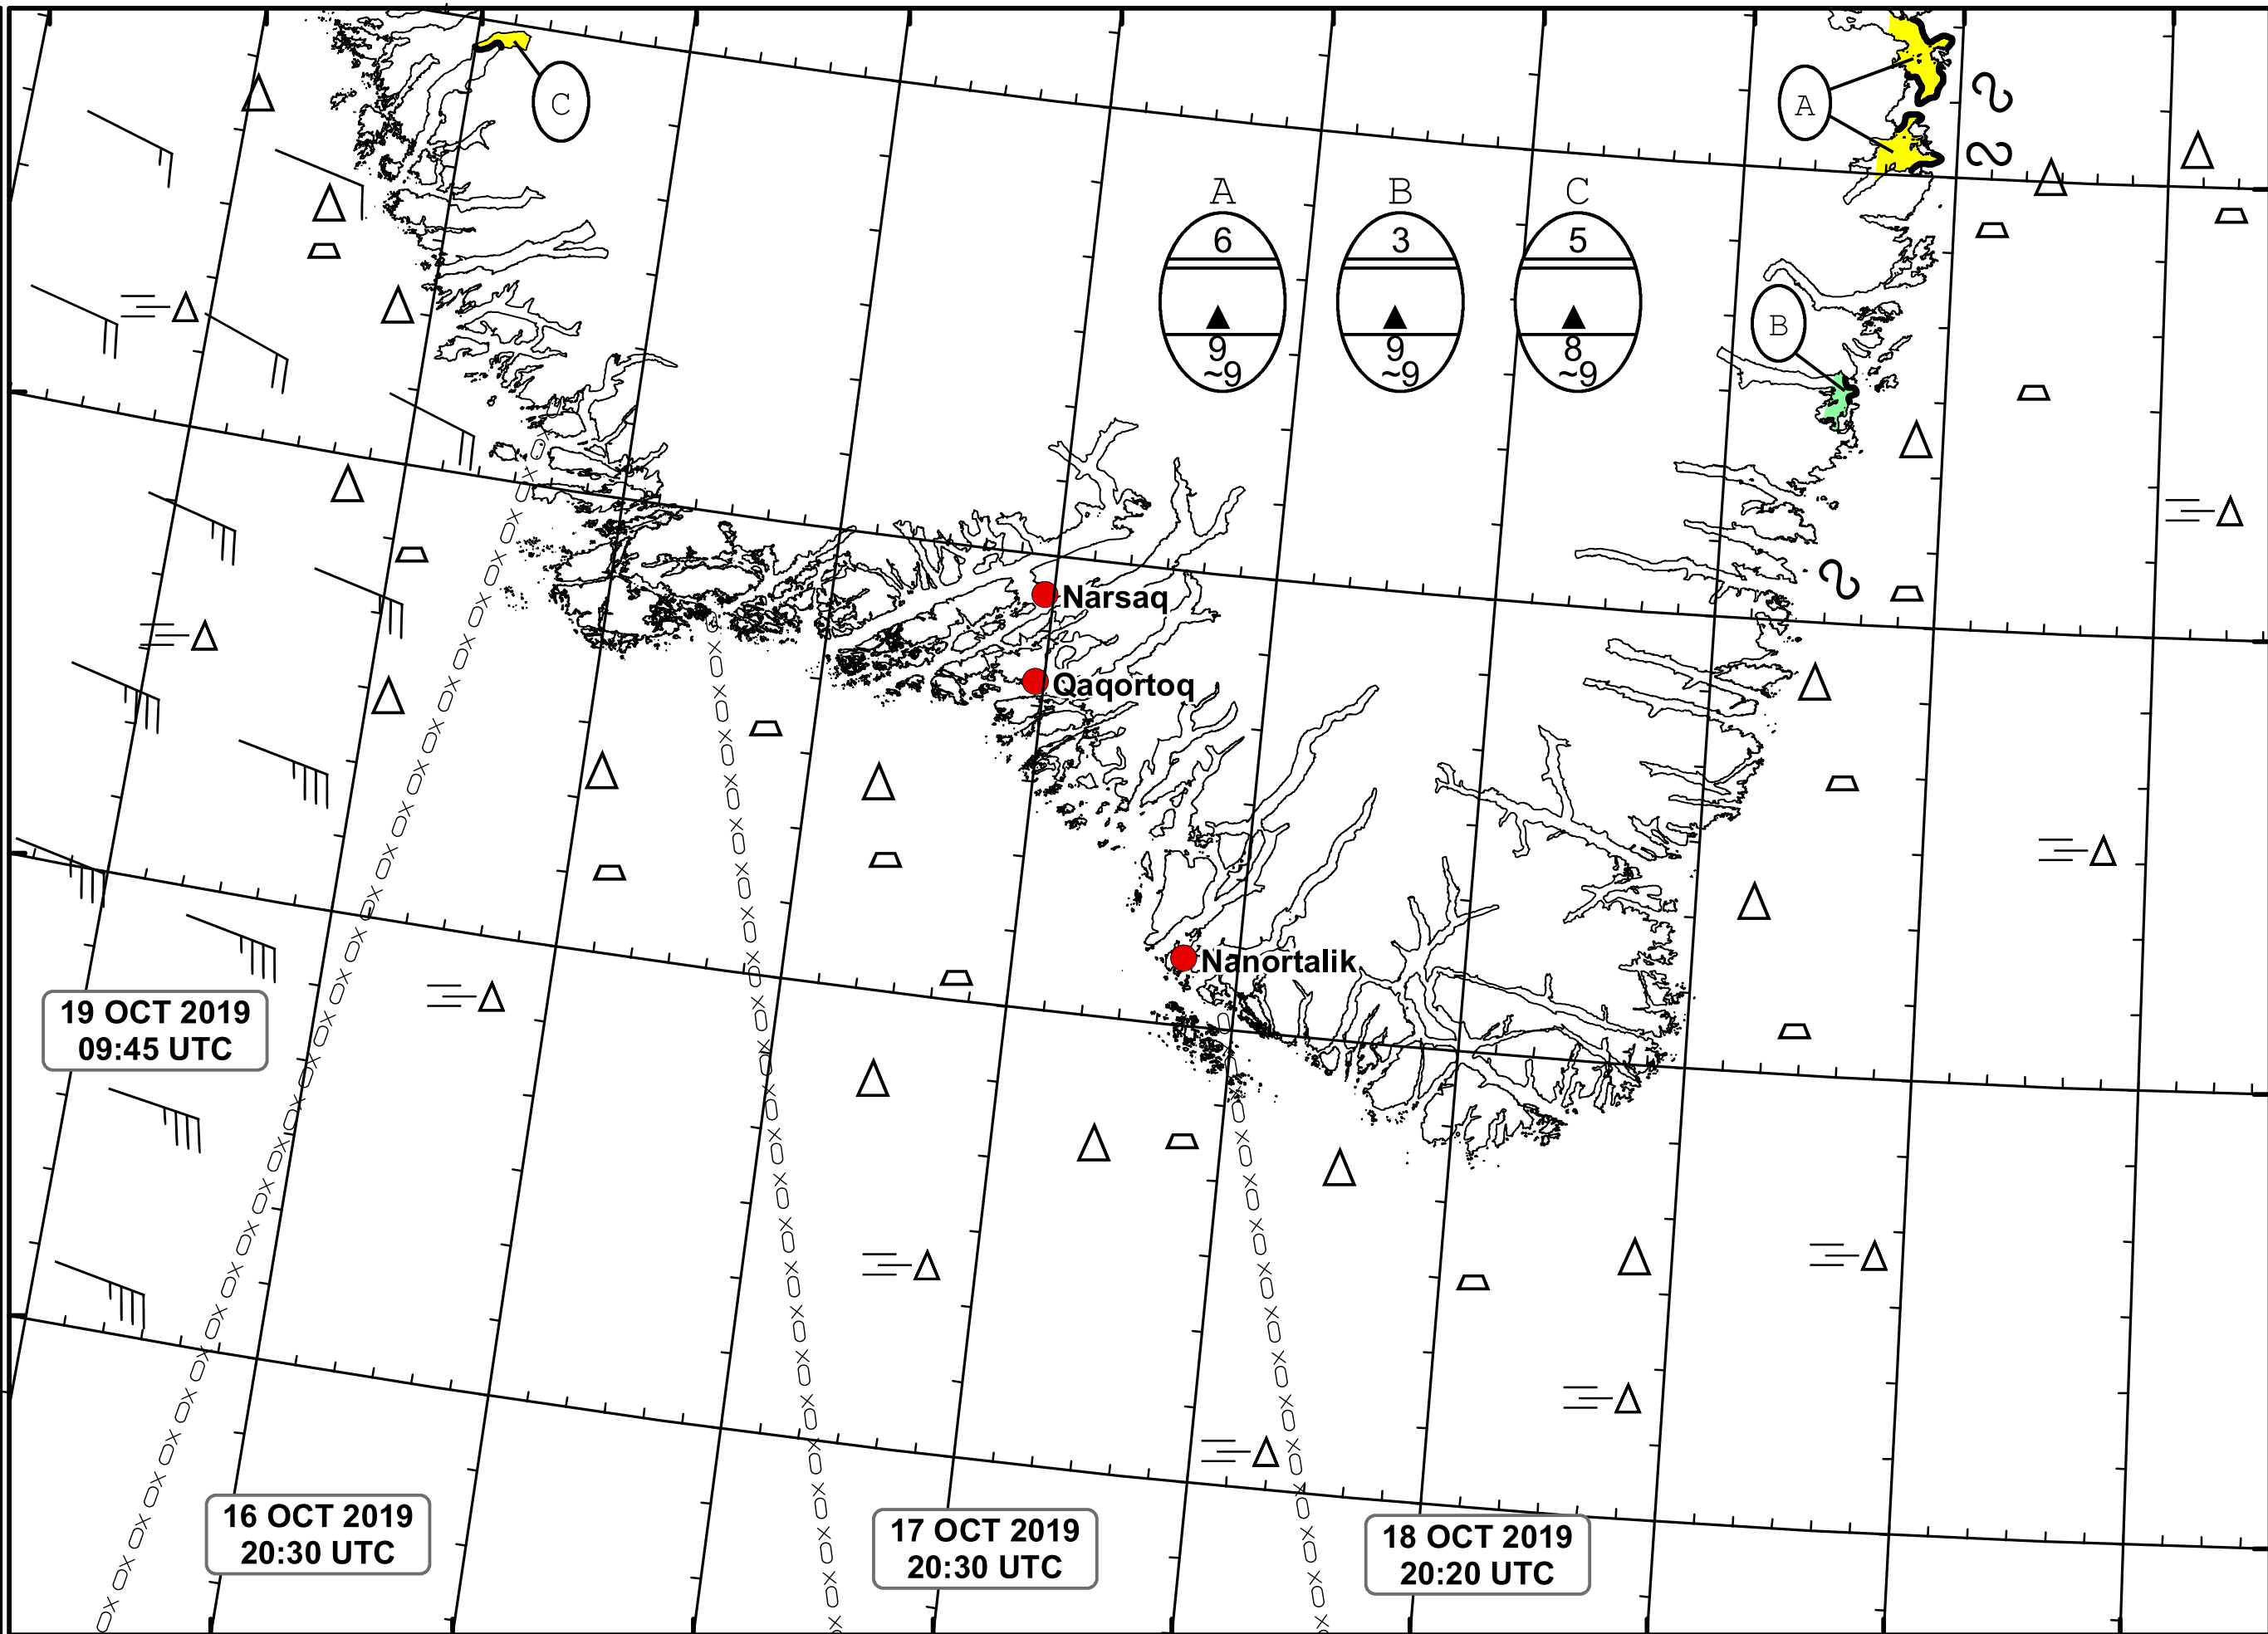 C
A
A B C
6 3 5
9 9 8
~9 ~9 ~9
B
Narsaq
Qaqortoq
Nanortalik
19 OCT 2019
09:45 UTC
16 OCT 2019
20:30 UTC
17 OCT 2019
20:30 UTC
18 OCT 2019
20:20 UTC